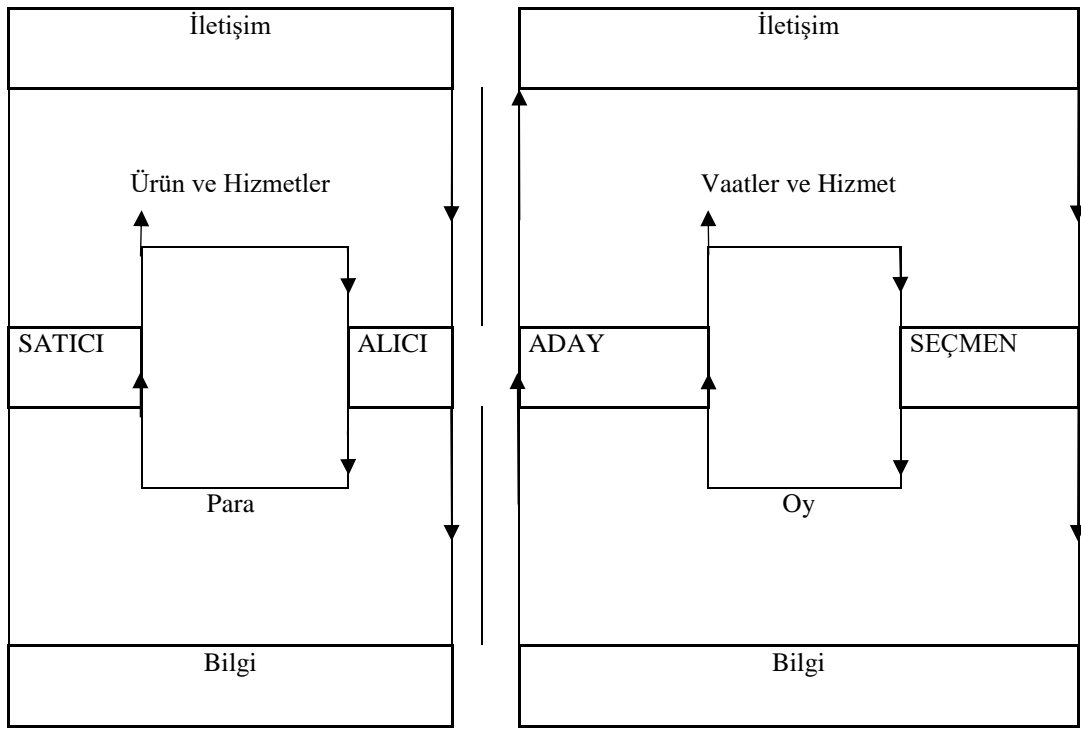 İletişim
İletişim
Ürün ve Hizmetler
Vaatler ve Hizmet
SATICI
ALICI
ADAY
SEÇMEN
Para
Oy
Bilgi
Bilgi